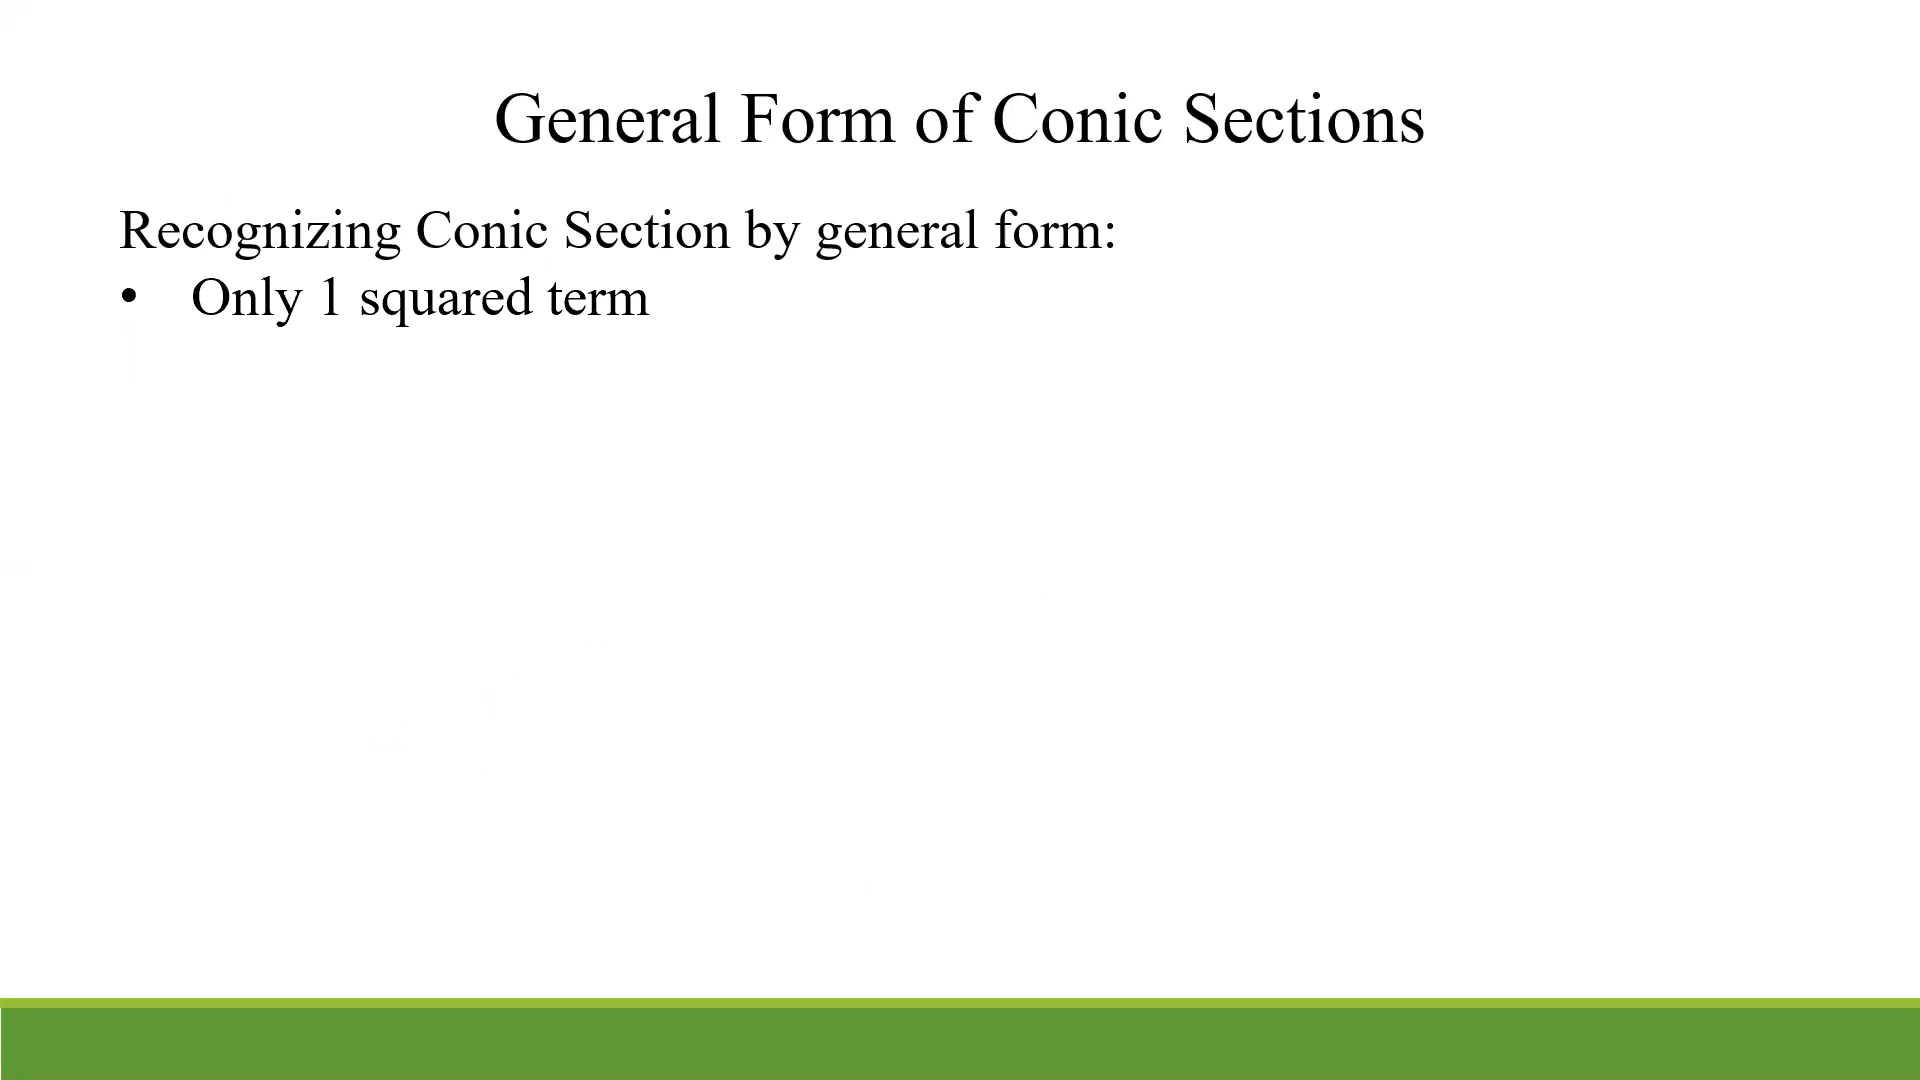 General Form of Conic Sections
Recognizing Conic Section by general form:
• Only 1 squared term